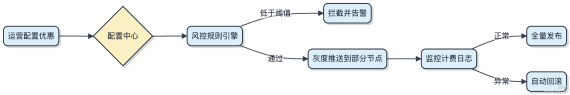 运营配置优惠
配置中心
风控规则引擎
低于阈值
拦截并告警
通过
灰度推送到部分节点
监控计费日志
正常
全量发布
异常
自动回滚